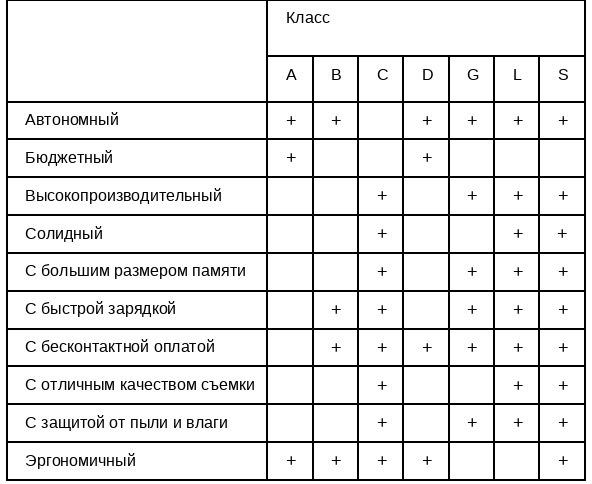 Класс
A B C D G L S
Автономный + + + + + +
Бюджетный + +
Высокопроизводительный + + + +
Солидный + + +
С большим размером памяти + + + +
С быстрой зарядкой + + + + +
С бесконтактной оплатой + + + + + +
С отличным качеством съемки + + +
С защитой от пыли и влаги + + + +
Эргономичный + + + + +